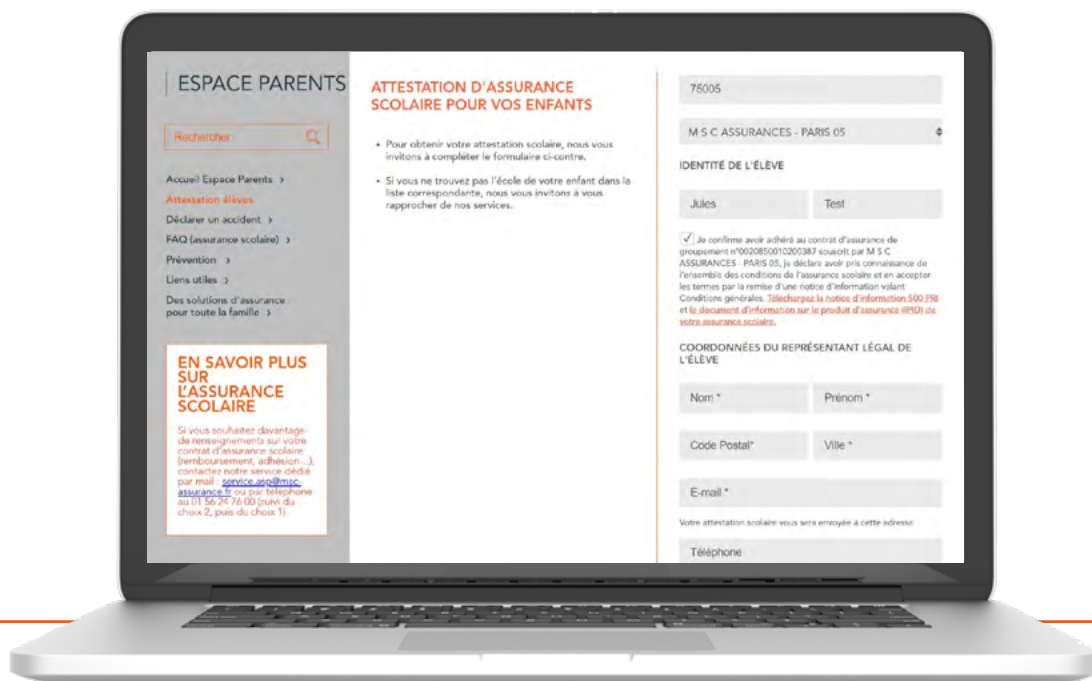 ESPACE PARENTS
Rechercher
Accueil Espace Parents >
Attestation élèves
Déclarer un accident >
FAQ (assurance scolaire) >
Prévention >
Liens utiles >
Des solutions d'assurance
pour toute la famille >
EN SAVOIR PLUS
SUR
L'ASSURANCE
SCOLAIRE
Si vous souhaitez davantage
de renseignements sur votre
contrat d'assurance scolaire
(remboursement, adhésion...),
contactez notre service dédié
par mail : service.asp@msc-
assurance.fr ou par téléphone
au 01 56 24 76 00 (suivi du
choix 2, puis du choix 1).
ATTESTATION D'ASSURANCE
SCOLAIRE POUR VOS ENFANTS
• Pour obtenir votre attestation scolaire, nous vous
invitons à compléter le formulaire ci-contre.
• Si vous ne trouvez pas l'école de votre enfant dans la
liste correspondante, nous vous invitons à vous
rapprocher de nos services.
75005
M S C ASSURANCES - PARIS 05
IDENTITÉ DE L'ÉLÈVE
Jules Test
Je confirme avoir adhéré au contrat d'assurance de
groupement n°0020850010200387 souscrit par M S C
ASSURANCES - PARIS 05, je déclare avoir pris connaissance de
l'ensemble des conditions de l'assurance scolaire et en accepter
les termes par la remise d'une notice d'information valant
Conditions générales. Téléchargez la notice d'information 500 PRI
et le document d'information sur le produit d'assurance (IPID) de
votre assurance scolaire.
COORDONNÉES DU REPRÉSENTANT LÉGAL DE
L'ÉLÈVE
Nom * Prénom *
Code Postal* Ville *
E-mail *
Votre attestation scolaire vous sera envoyée à cette adresse
Téléphone